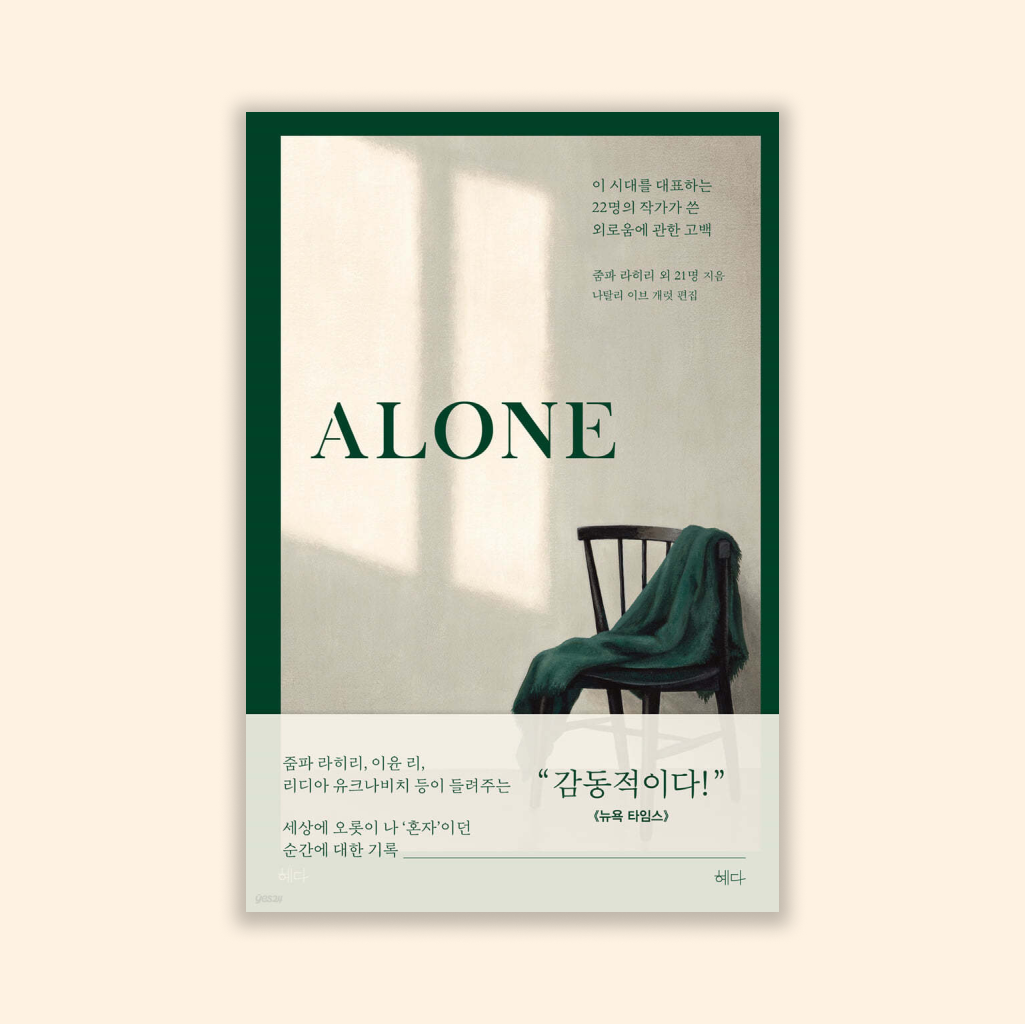 이 시대를 대표하는
22명의 작가가 쓴
외로움에 관한 고백
줌파 라히리 외 21명 지음
나탈리 이브 개럿 편집
ALONE
줌파 라히리, 이윤 리,
리디아 유크나비치 등이 들려주는
세상에 오롯이 나 ‘혼자’이던
순간에 대한 기록
“감동적이다!”
《뉴욕 타임스》
혜다
혜다
yes24